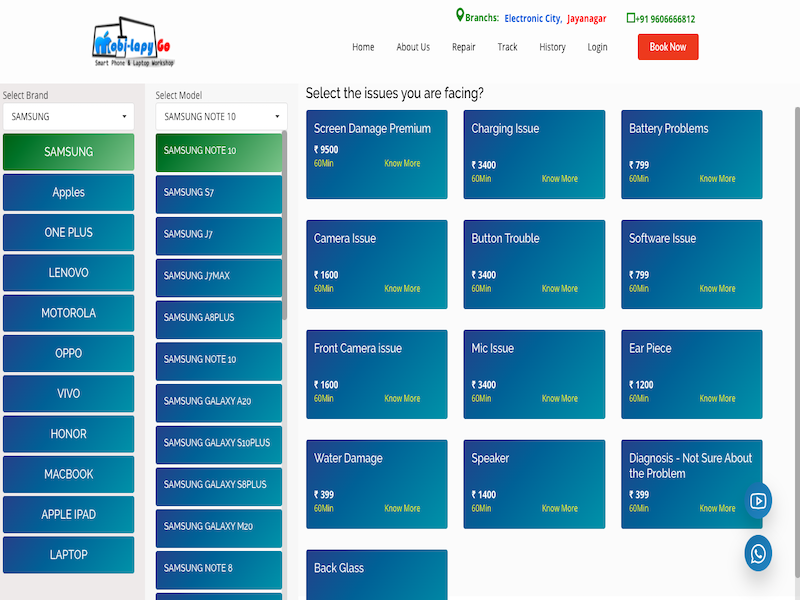 Mobi-lapy Go
Smart Phone & Laptop Workshop
Branchs: Electronic City, Jayanagar
+91 9606666812
Home
About Us
Repair
Track
History
Login
Book Now
Select Brand
SAMSUNG
SAMSUNG
Apples
ONE PLUS
LENOVO
MOTOROLA
OPPO
VIVO
HONOR
MACBOOK
APPLE IPAD
LAPTOP
Select Model
SAMSUNG NOTE 10
SAMSUNG NOTE 10
SAMSUNG S7
SAMSUNG J7
SAMSUNG J7MAX
SAMSUNG A8PLUS
SAMSUNG NOTE 10
SAMSUNG GALAXY A20
SAMSUNG GALAXY S10PLUS
SAMSUNG GALAXY S8PLUS
SAMSUNG GALAXY M20
SAMSUNG NOTE 8
Select the issues you are facing?
Screen Damage Premium
₹ 9500
60Min Know More
Charging Issue
₹ 3400
60Min Know More
Battery Problems
₹ 799
60Min Know More
Camera Issue
₹ 1600
60Min Know More
Button Trouble
₹ 3400
60Min Know More
Software Issue
₹ 799
60Min Know More
Front Camera issue
₹ 1600
60Min Know More
Mic Issue
₹ 3400
60Min Know More
Ear Piece
₹ 1200
60Min Know More
Water Damage
₹ 399
60Min Know More
Speaker
₹ 1400
60Min Know More
Diagnosis - Not Sure About
the Problem
₹ 399
60Min Know More
Back Glass